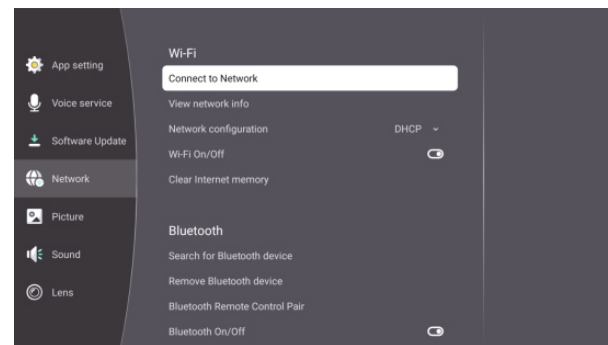 App setting
Voice service
Software Update
Network
Picture
Sound
Lens
Wi-Fi
Connect to Network
View network info
Network configuration DHCP
Wi-Fi On/Off
Clear Internet memory
Bluetooth
Search for Bluetooth device
Remove Bluetooth device
Bluetooth Remote Control Pair
Bluetooth On/Off